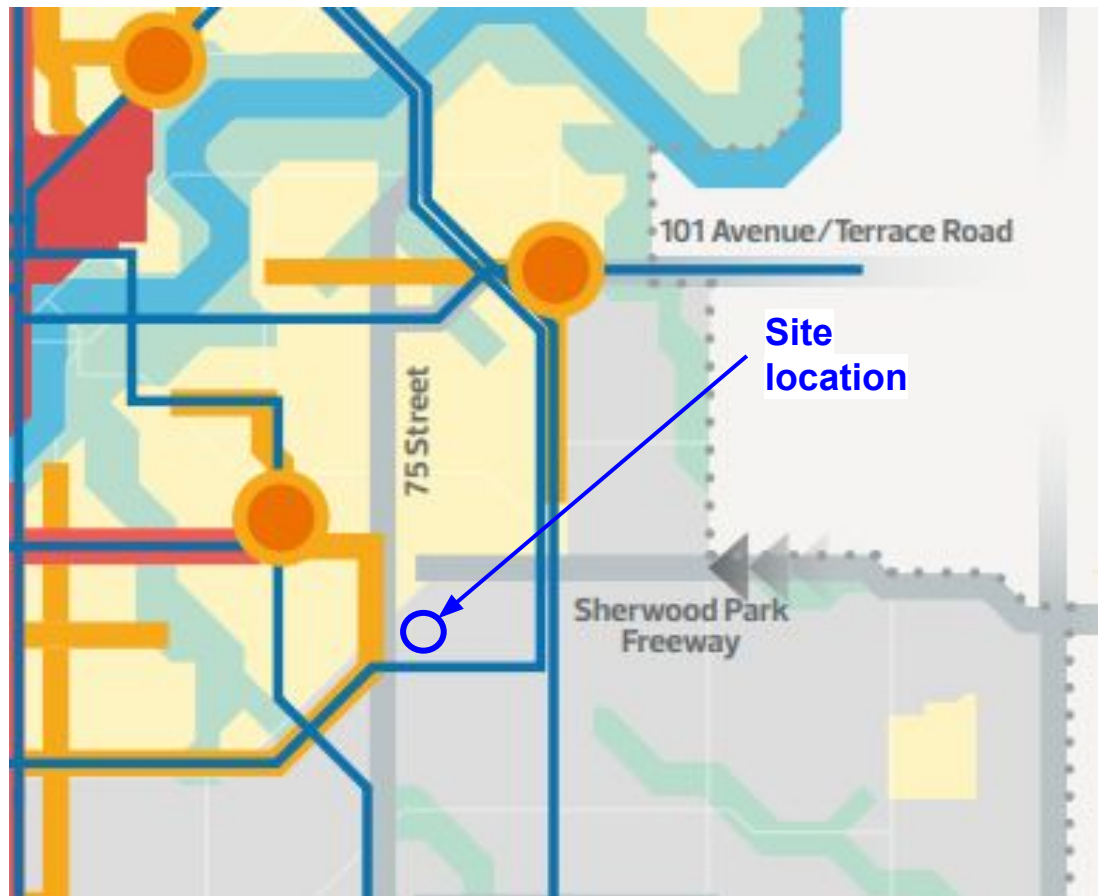 101 Avenue/Terrace Road
Site
location
75 Street
Sherwood Park
Freeway